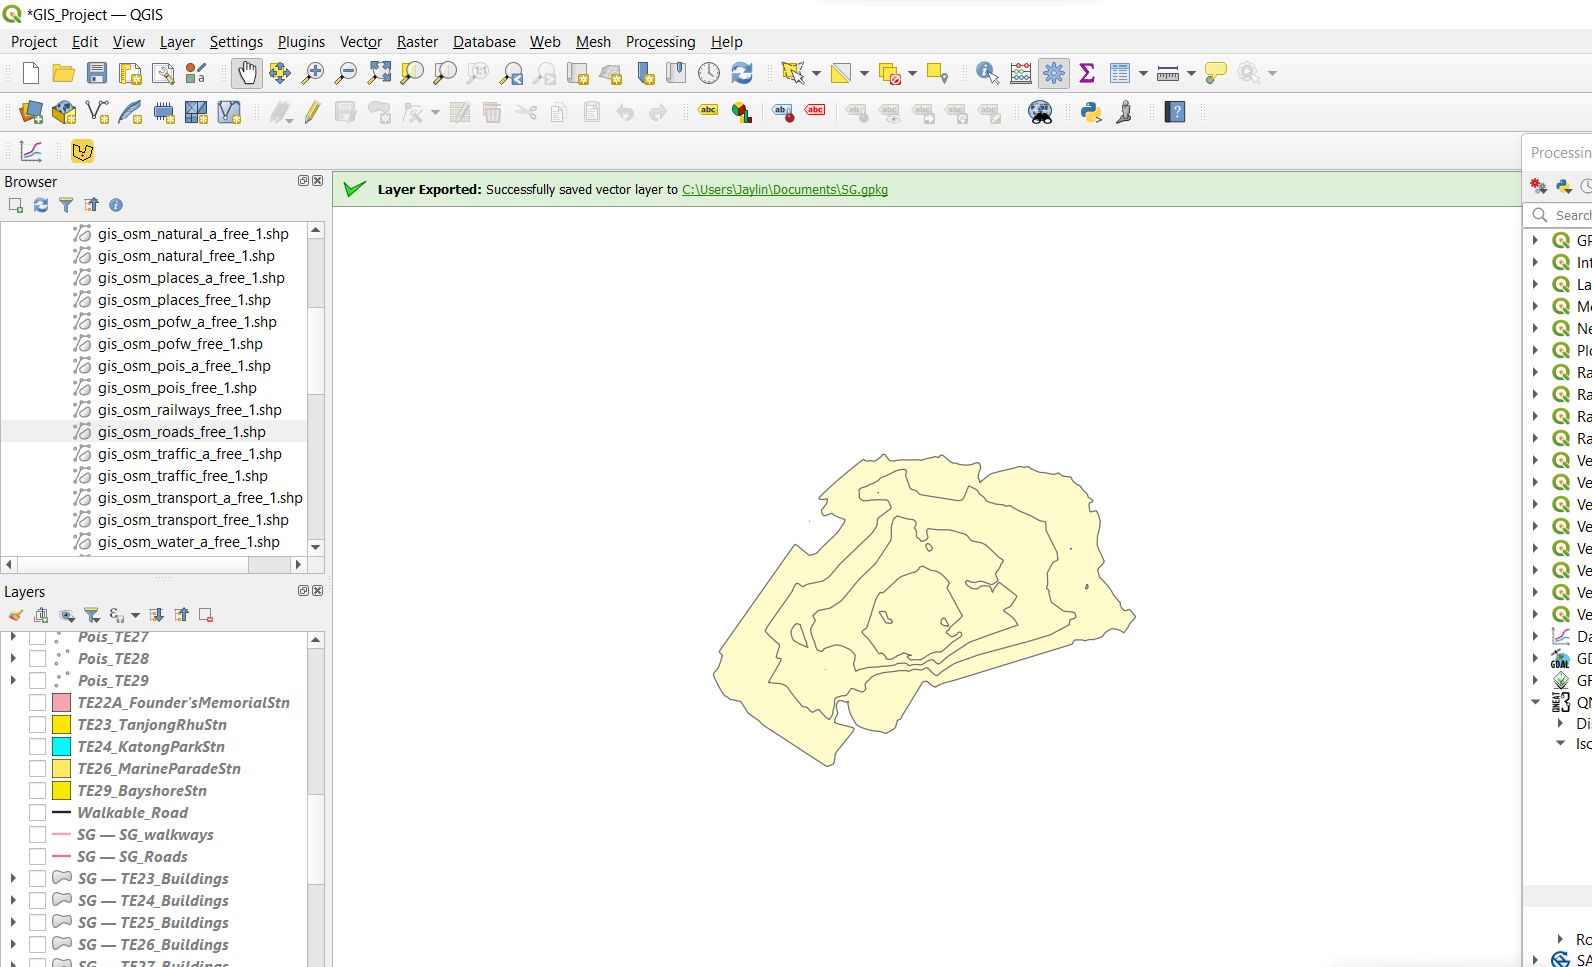 *GIS_Project — QGIS
Project Edit View Layer Settings Plugins Vector Raster Database Web Mesh Processing Help
Browser
Layer Exported: Successfully saved vector layer to C:\Users\Jaylin\Documents\SG.gpkg
gis_osm_natural_a_free_1.shp
gis_osm_natural_free_1.shp
gis_osm_places_a_free_1.shp
gis_osm_places_free_1.shp
gis_osm_pofw_a_free_1.shp
gis_osm_pofw_free_1.shp
gis_osm_pois_a_free_1.shp
gis_osm_pois_free_1.shp
gis_osm_railways_free_1.shp
gis_osm_roads_free_1.shp
gis_osm_traffic_a_free_1.shp
gis_osm_traffic_free_1.shp
gis_osm_transport_a_free_1.shp
gis_osm_transport_free_1.shp
gis_osm_water_a_free_1.shp
Layers
Pois_TE27
Pois_TE28
Pois_TE29
TE22A_Founder'sMemorialStn
TE23_TanjongRhuStn
TE24_KatongParkStn
TE26_MarineParadeStn
TE29_BayshoreStn
Walkable_Road
SG — SG_walkways
SG — SG_Roads
SG — TE23_Buildings
SG — TE24_Buildings
SG — TE25_Buildings
SG — TE26_Buildings
SG — TE27_Buildings
Processin
Searc
GP
Int
La
Me
Ne
Plo
Ra
Ra
Ra
Ra
Ve
Ve
Ve
Ve
Ve
Ve
Ve
Ve
Da
GD
GR
QN
Dis
Iso
Ro
SA